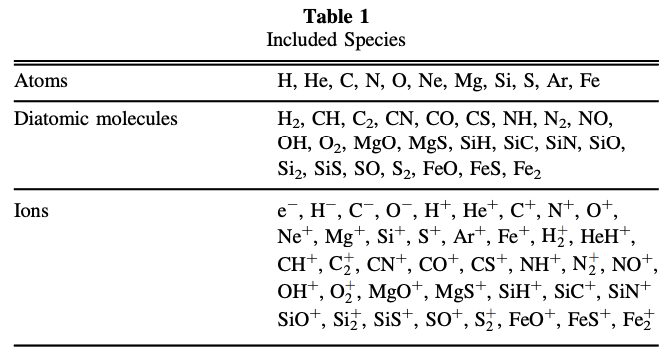 Table 1
Included Species
Atoms H, He, C, N, O, Ne, Mg, Si, S, Ar, Fe
Diatomic molecules H₂, CH, C₂, CN, CO, CS, NH, N₂, NO,
OH, O₂, MgO, MgS, SiH, SiC, SiN, SiO,
Si₂, SiS, SO, S₂, FeO, FeS, Fe₂
Ions e⁻, H⁻, C⁻, O⁻, H⁺, He⁺, C⁺, N⁺, O⁺,
Ne⁺, Mg⁺, Si⁺, S⁺, Ar⁺, Fe⁺, H₂⁺, HeH⁺,
CH⁺, C₂⁺, CN⁺, CO⁺, CS⁺, NH⁺, N₂⁺, NO⁺,
OH⁺, O₂⁺, MgO⁺, MgS⁺, SiH⁺, SiC⁺, SiN⁺
SiO⁺, Si₂⁺, SiS⁺, SO⁺, S₂⁺, FeO⁺, FeS⁺, Fe₂⁺